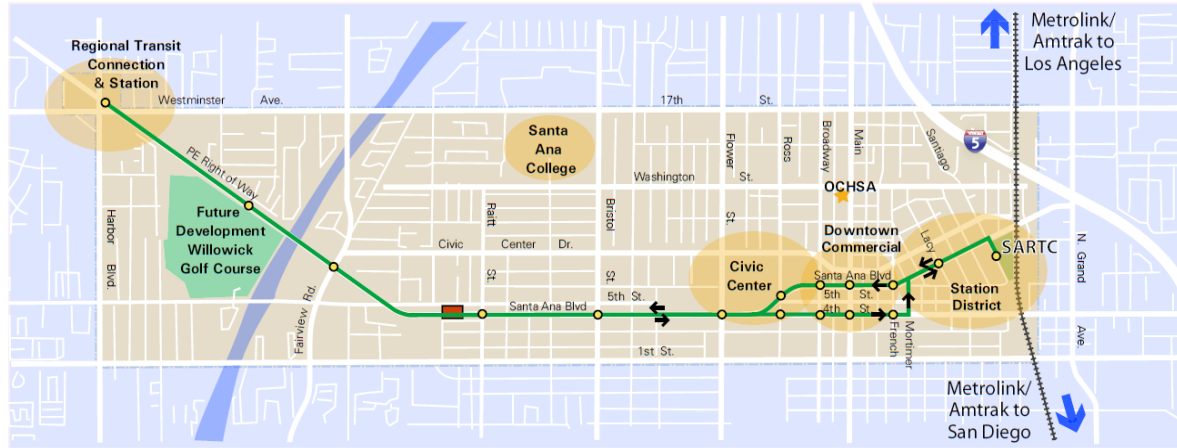 Metrolink/
Amtrak to
Los Angeles
Regional Transit
Connection
& Station
Westminster Ave.
17th St.
PE Right of Way
Santa
Ana
College
Flower St.
Ross
Broadway
Main
Santiago
5
Washington St.
OCHSA
Harbor Blvd.
Future
Development
Willowick
Golf Course
Raitt St.
Bristol St.
Civic Center Dr.
Downtown
Commercial
Lacy
SARTC
N. Grand Ave.
Civic
Center
Santa Ana Blvd
5th St.
4th St.
Station
District
Santa Ana Blvd
5th St.
Fairview Rd.
French
Mortimer
1st St.
Metrolink/
Amtrak to
San Diego